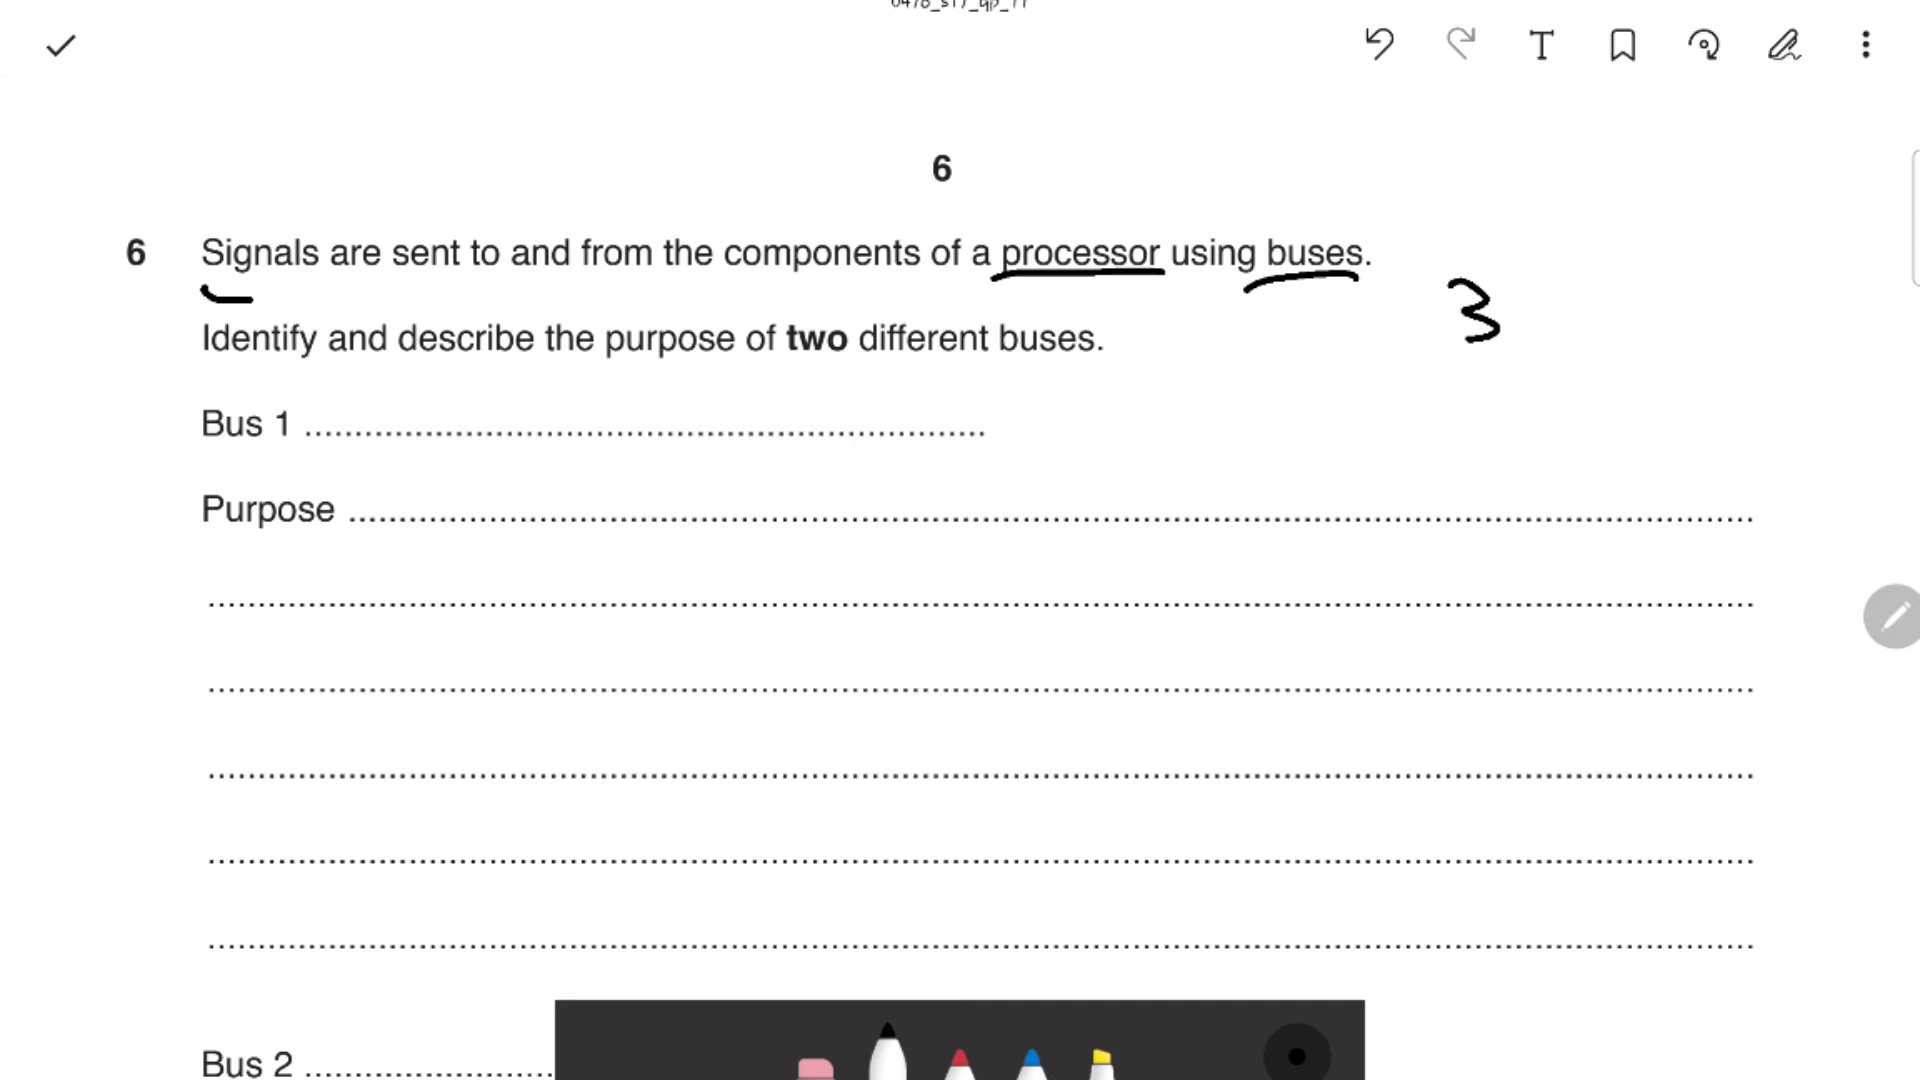 6
6 Signals are sent to and from the components of a processor using buses.
3
Identify and describe the purpose of two different buses.
Bus 1 ....................................................................
Purpose ............................................................................................................................................
..........................................................................................................................................................
..........................................................................................................................................................
..........................................................................................................................................................
..........................................................................................................................................................
..........................................................................................................................................................
Bus 2 .........................